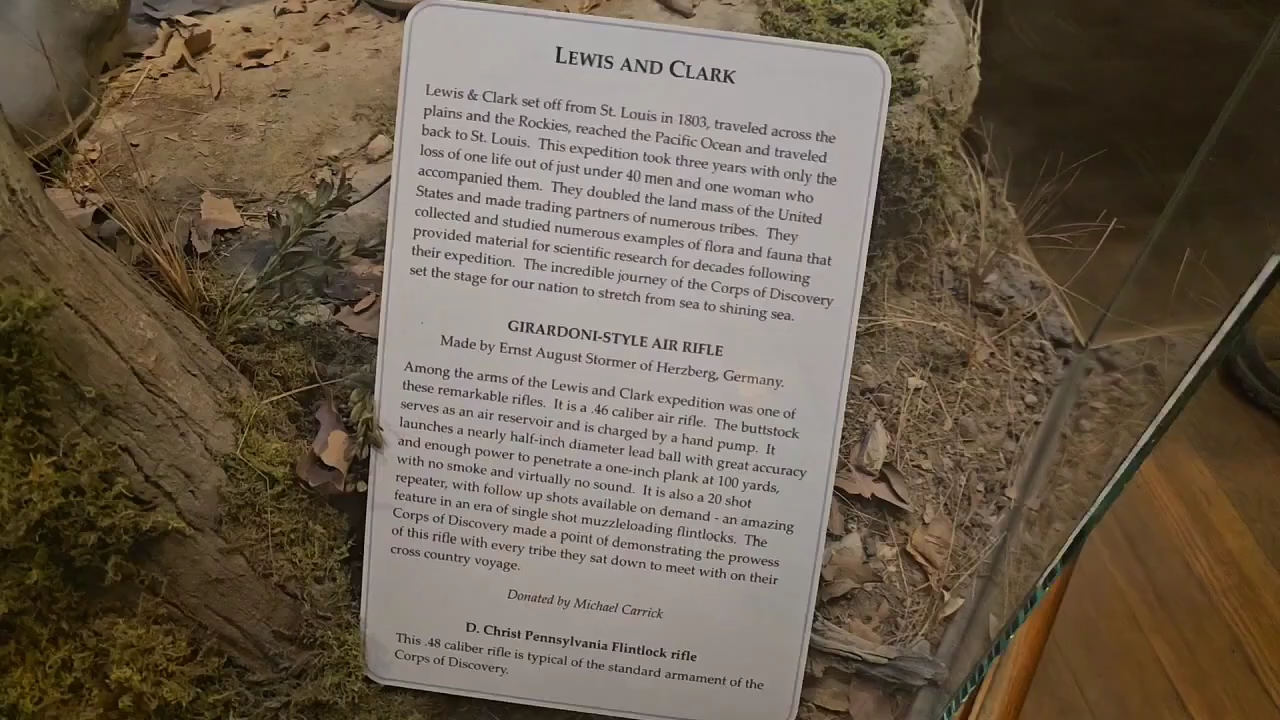 LEWIS AND CLARK
Lewis & Clark set off from St. Louis in 1803, traveled across the
plains and the Rockies, reached the Pacific Ocean and traveled
back to St. Louis. This expedition took three years with only the
loss of one life out of just under 40 men and one woman who
accompanied them. They doubled the land mass of the United
States and made trading partners of numerous tribes. They
collected and studied numerous examples of flora and fauna that
provided material for scientific research for decades following
their expedition. The incredible journey of the Corps of Discovery
set the stage for our nation to stretch from sea to shining sea.
GIRARDONI-STYLE AIR RIFLE
Made by Ernst August Stormer of Herzberg, Germany.
Among the arms of the Lewis and Clark expedition was one of
these remarkable rifles. It is a .46 caliber air rifle. The buttstock
serves as an air reservoir and is charged by a hand pump. It
launches a nearly half-inch diameter lead ball with great accuracy
and enough power to penetrate a one-inch plank at 100 yards,
with no smoke and virtually no sound. It is also a 20 shot
repeater, with follow up shots available on demand - an amazing
feature in an era of single shot muzzleloading flintlocks. The
Corps of Discovery made a point of demonstrating the prowess
of this rifle with every tribe they sat down to meet with on their
cross country voyage.
Donated by Michael Carrick
D. Christ Pennsylvania Flintlock rifle
This .48 caliber rifle is typical of the standard armament of the
Corps of Discovery.